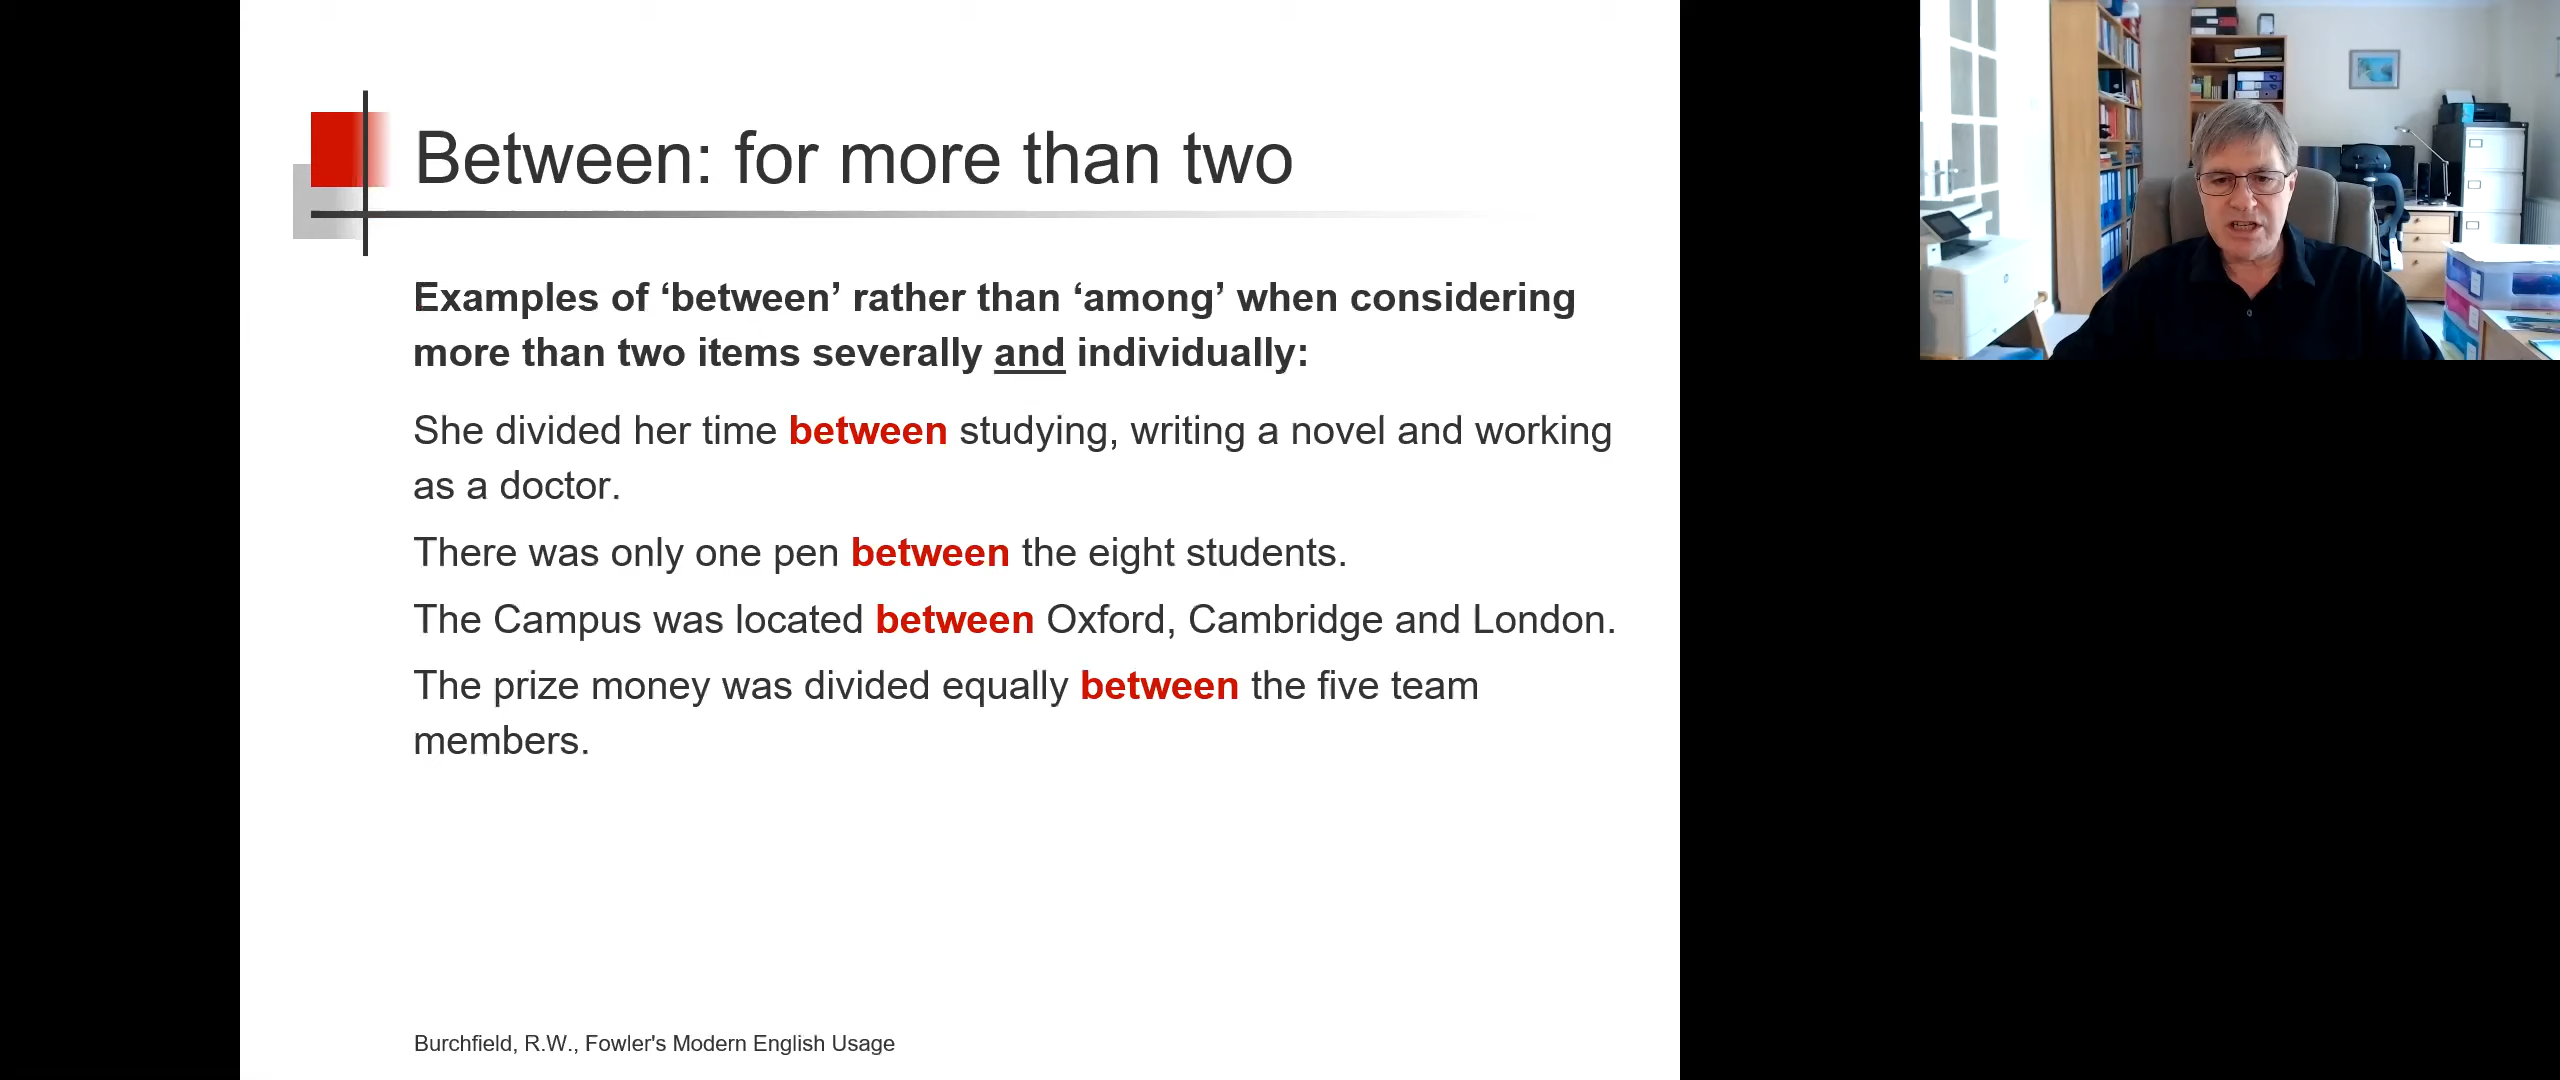 Between: for more than two
Examples of ‘between’ rather than ‘among’ when considering
more than two items severally and individually:
She divided her time between studying, writing a novel and working
as a doctor.
There was only one pen between the eight students.
The Campus was located between Oxford, Cambridge and London.
The prize money was divided equally between the five team
members.
Burchfield, R.W., Fowler's Modern English Usage